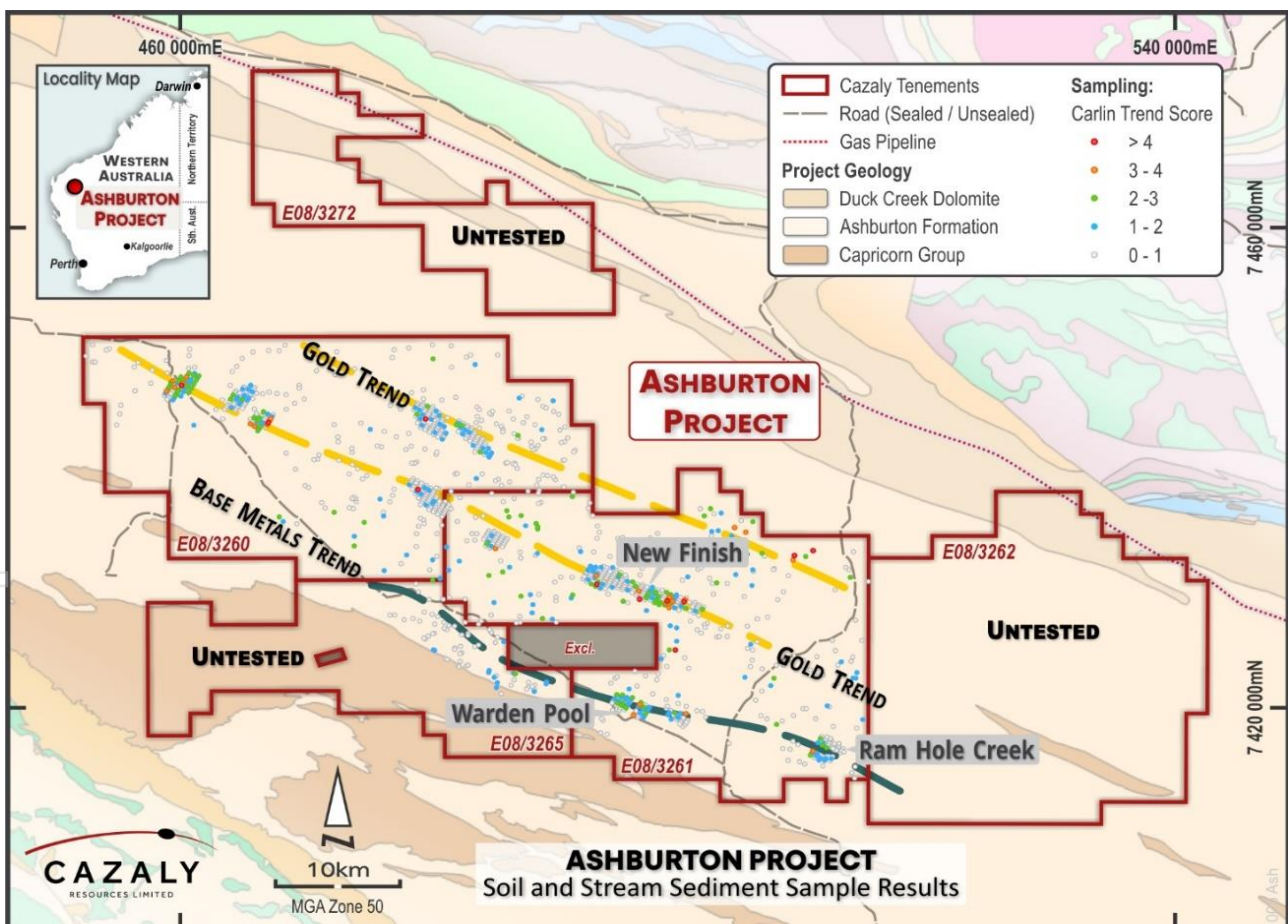 460 000mE
540 000mE
Locality Map
Darwin
WESTERN
AUSTRALIA
Northern Territory
ASHBURTON
PROJECT
Sth. Aust.
Kalgoorlie
Perth
Cazaly Tenements
Road (Sealed / Unsealed)
Gas Pipeline
Project Geology
Duck Creek Dolomite
Ashburton Formation
Capricorn Group
Sampling:
Carlin Trend Score
> 4
3 - 4
2 -3
1 - 2
0 - 1
7 460 000mN
E08/3272
UNTESTED
GOLD TREND
ASHBURTON
PROJECT
BASE METALS TREND
E08/3260
New Finish
E08/3262
UNTESTED
UNTESTED
Excl.
GOLD TREND
Warden Pool
7 420 000mN
E08/3265
E08/3261
Ram Hole Creek
N
10km
MGA Zone 50
CAZALY
RESOURCES LIMITED
ASHBURTON PROJECT
Soil and Stream Sediment Sample Results